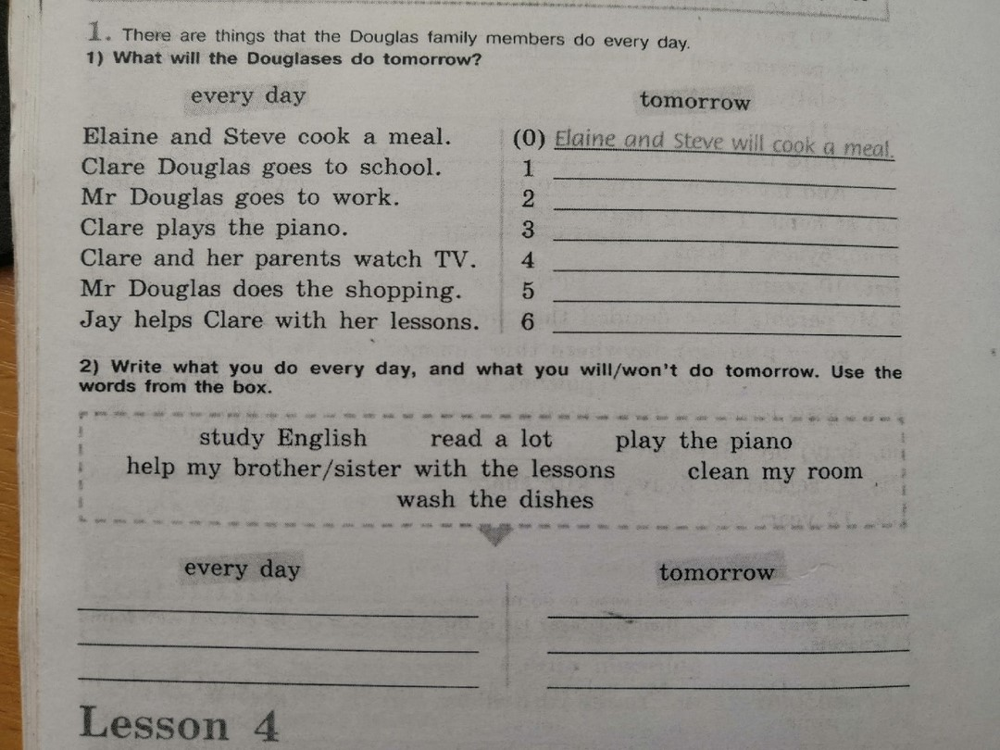 1. There are things that the Douglas family members do every day.
1) What will the Douglases do tomorrow?
every day tomorrow
Elaine and Steve cook a meal. (0) Elaine and Steve will cook a meal.
Clare Douglas goes to school. 1
Mr Douglas goes to work. 2
Clare plays the piano. 3
Clare and her parents watch TV. 4
Mr Douglas does the shopping. 5
Jay helps Clare with her lessons. 6
2) Write what you do every day, and what you will/won't do tomorrow. Use the
words from the box.
study English read a lot play the piano
help my brother/sister with the lessons clean my room
wash the dishes
every day tomorrow
Lesson 4